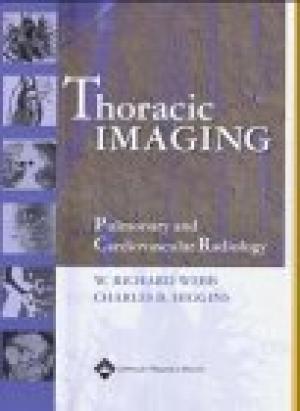 Thoracic
IMAGING
Pulmonary and
Cardiovascular Radiology
W. RICHARD WEBB
CHARLES B. HIGGINS